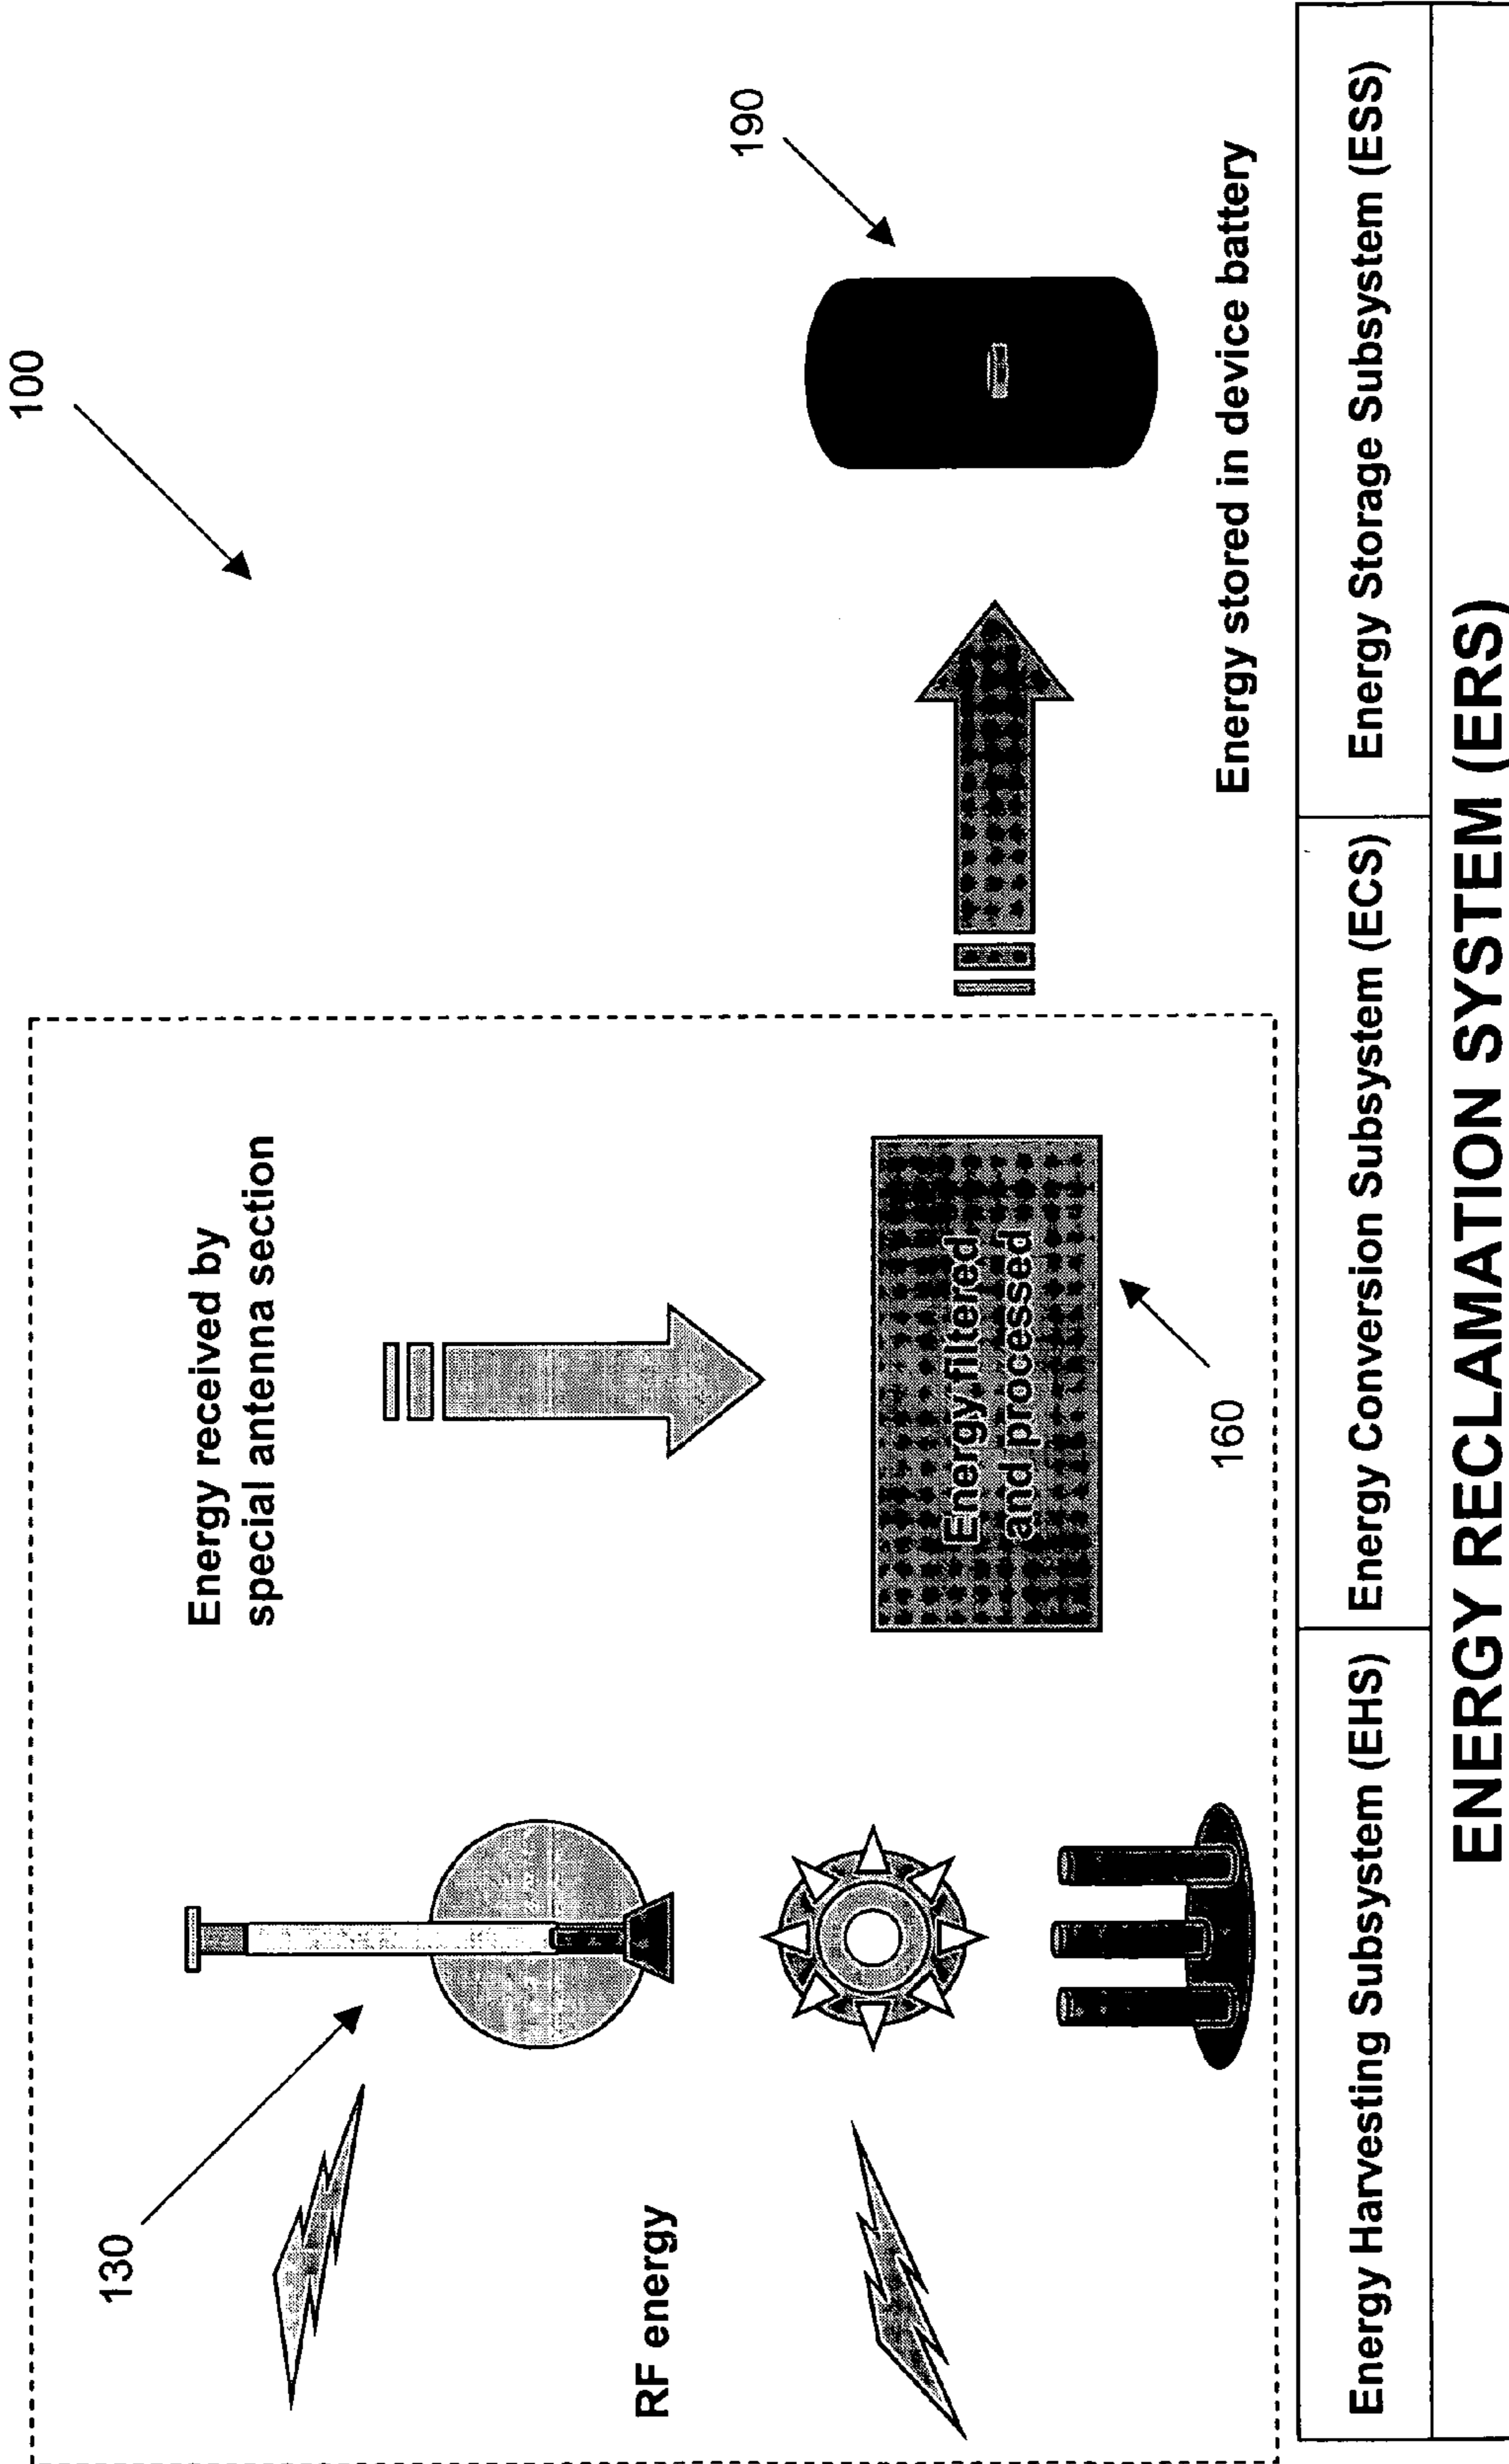 100
130
RF energy
Energy received by
special antenna section
Energy filtered
and processed
160
190
Energy stored in device battery
Energy Harvesting Subsystem (EHS)
Energy Conversion Subsystem (ECS)
Energy Storage Subsystem (ESS)
ENERGY RECLAMATION SYSTEM (ERS)